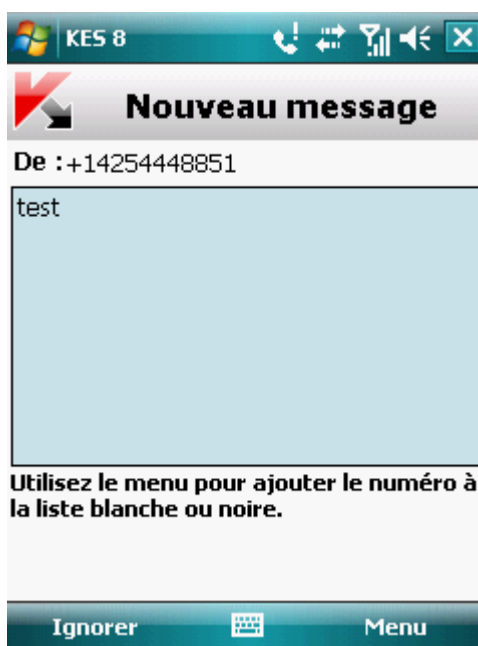 KES 8
Nouveau message
De :+14254448851
test
Utilisez le menu pour ajouter le numéro à
la liste blanche ou noire.
Ignorer Menu